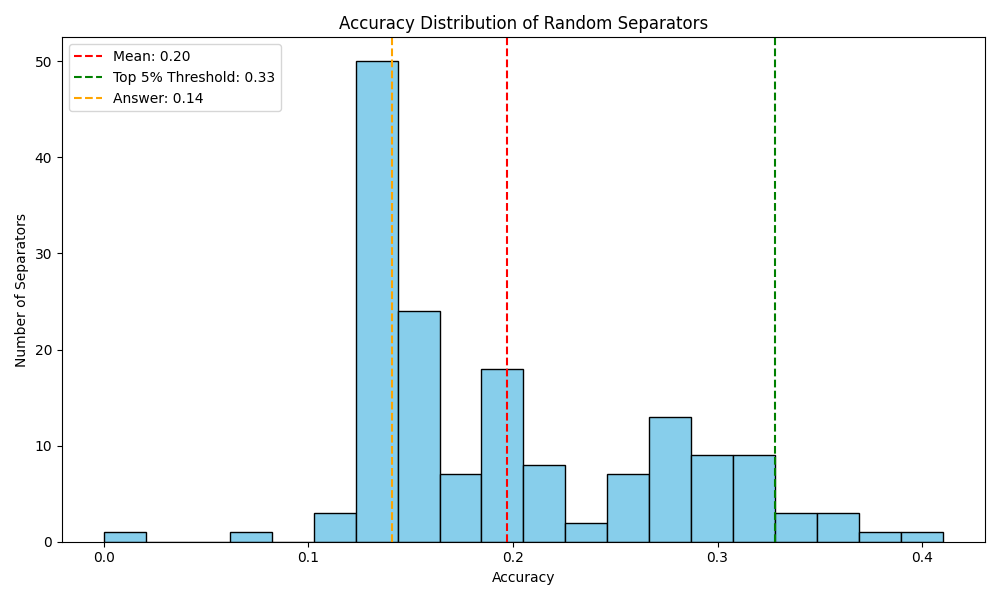 Accuracy Distribution of Random Separators
Mean: 0.20
Top 5% Threshold: 0.33
Answer: 0.14
Number of Separators
50
40
30
20
10
0
0.0
0.1
0.2
0.3
0.4
Accuracy